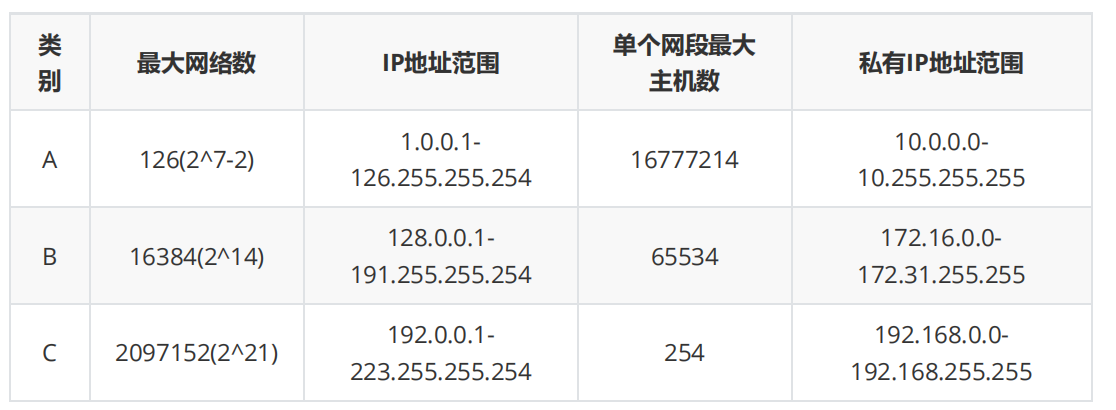 类别
最大网络数
IP地址范围
单个网段最大
主机数
私有IP地址范围
A
126(2^7-2)
1.0.0.1-
126.255.255.254
16777214
10.0.0.0-
10.255.255.255
B
16384(2^14)
128.0.0.1-
191.255.255.254
65534
172.16.0.0-
172.31.255.255
C
2097152(2^21)
192.0.0.1-
223.255.255.254
254
192.168.0.0-
192.168.255.255